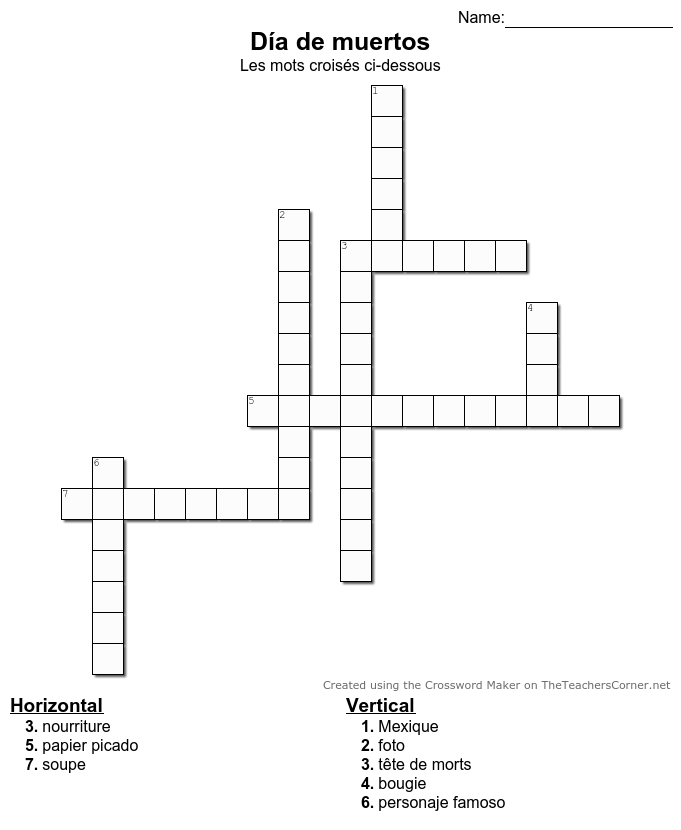 Name:
Día de muertos
Les mots croisés ci-dessous
1
2
3
4
5
6
7
Created using the Crossword Maker on TheTeachersCorner.net
Horizontal
3. nourriture
5. papier picado
7. soupe
Vertical
1. Mexique
2. foto
3. tête de morts
4. bougie
6. personaje famoso